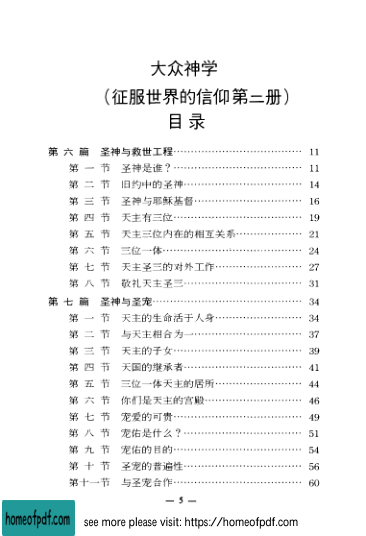 大众神学
（征服世界的信仰第二册）
目录
第六篇 圣神与救世工程………………………………… 11
第一节 圣神是谁？………………………………… 11
第二节 旧约中的圣神………………………………… 14
第三节 圣神与耶稣基督………………………………… 16
第四节 天主有三位………………………………… 19
第五节 天主三位内在的相互关系………………………………… 21
第六节 三位一体………………………………… 24
第七节 天主圣三的对外工作………………………………… 27
第八节 敬礼天主圣三………………………………… 31
第七篇 圣神与圣宠………………………………… 34
第一节 天主的生命活于人身………………………………… 34
第二节 与天主相合为一………………………………… 37
第三节 天主的子女………………………………… 39
第四节 天国的继承者………………………………… 41
第五节 三位一体天主的居所………………………………… 44
第六节 你们是天主的宫殿………………………………… 46
第七节 宠爱的可贵………………………………… 49
第八节 宠佑是什么？………………………………… 51
第九节 宠佑的目的………………………………… 54
第十节 圣宠的普遍性………………………………… 56
第十一节 与圣宠合作………………………………… 60
— 5 —
homeofpdf.com see more please visit: https://homeofpdf.com